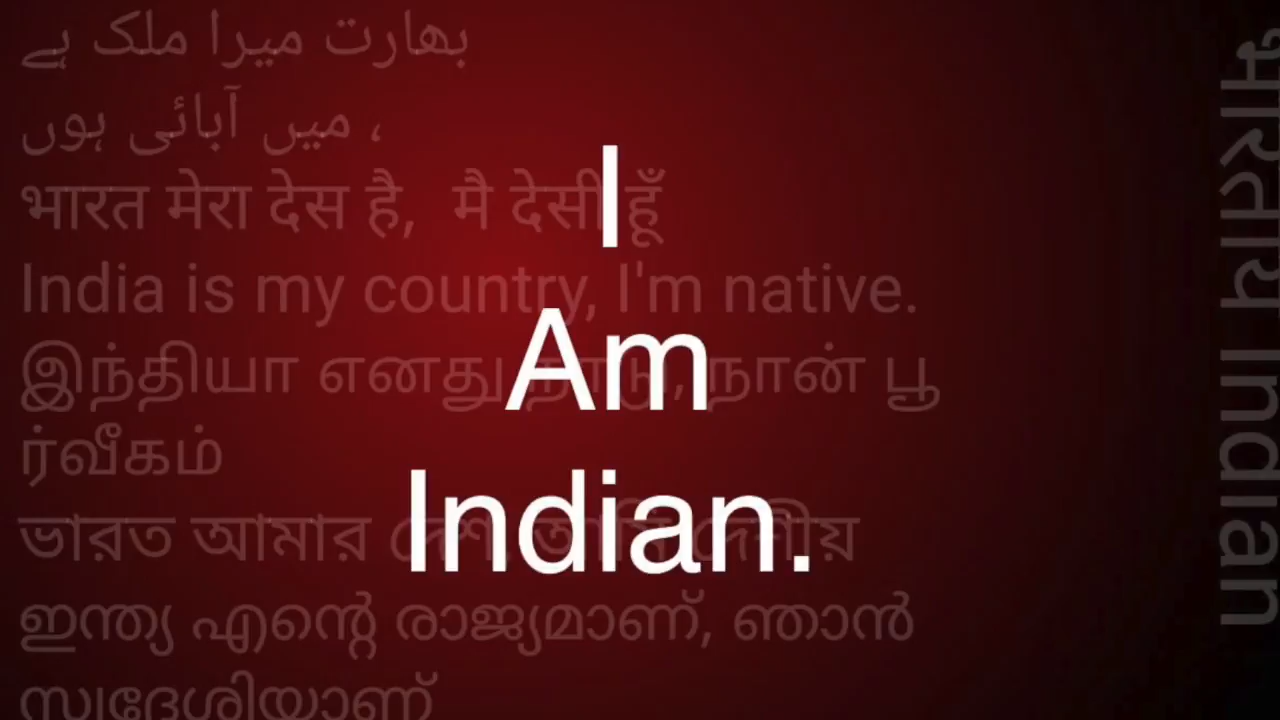 بھارت میرا ملک ہے
، میں آبائی ہوں
भारत मेरा देस है, मै देसी हूँ
India is my country, I'm native.
இந்தியா எனது நாடு, நான் பூ
ர்வீகம்
ভারত আমার দেশ, আমি দেশীয়
ഇന്ത്യ എന്റെ രാജ്യമാണ്, ഞാൻ
സ്വദേശിയാണ്
I
Am
Indian.
भारतीय Indian